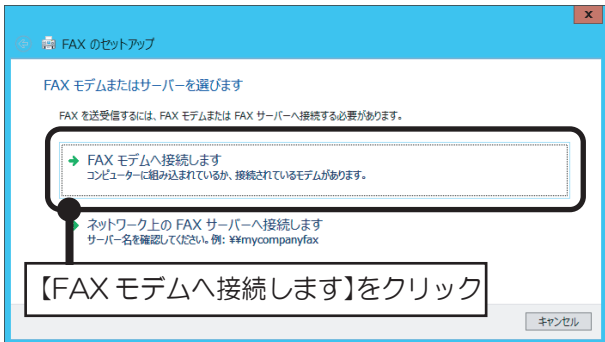 FAX のセットアップ
FAX モデムまたはサーバーを選びます
FAX を送受信するには、FAX モデムまたは FAX サーバーへ接続する必要があります。
FAX モデムへ接続します
コンピューターに組み込まれているか、接続されているモデムがあります。
ネットワーク上の FAX サーバーへ接続します
サーバー名を確認してください。例: ¥¥mycompanyfax
【FAX モデムへ接続します】をクリック
キャンセル